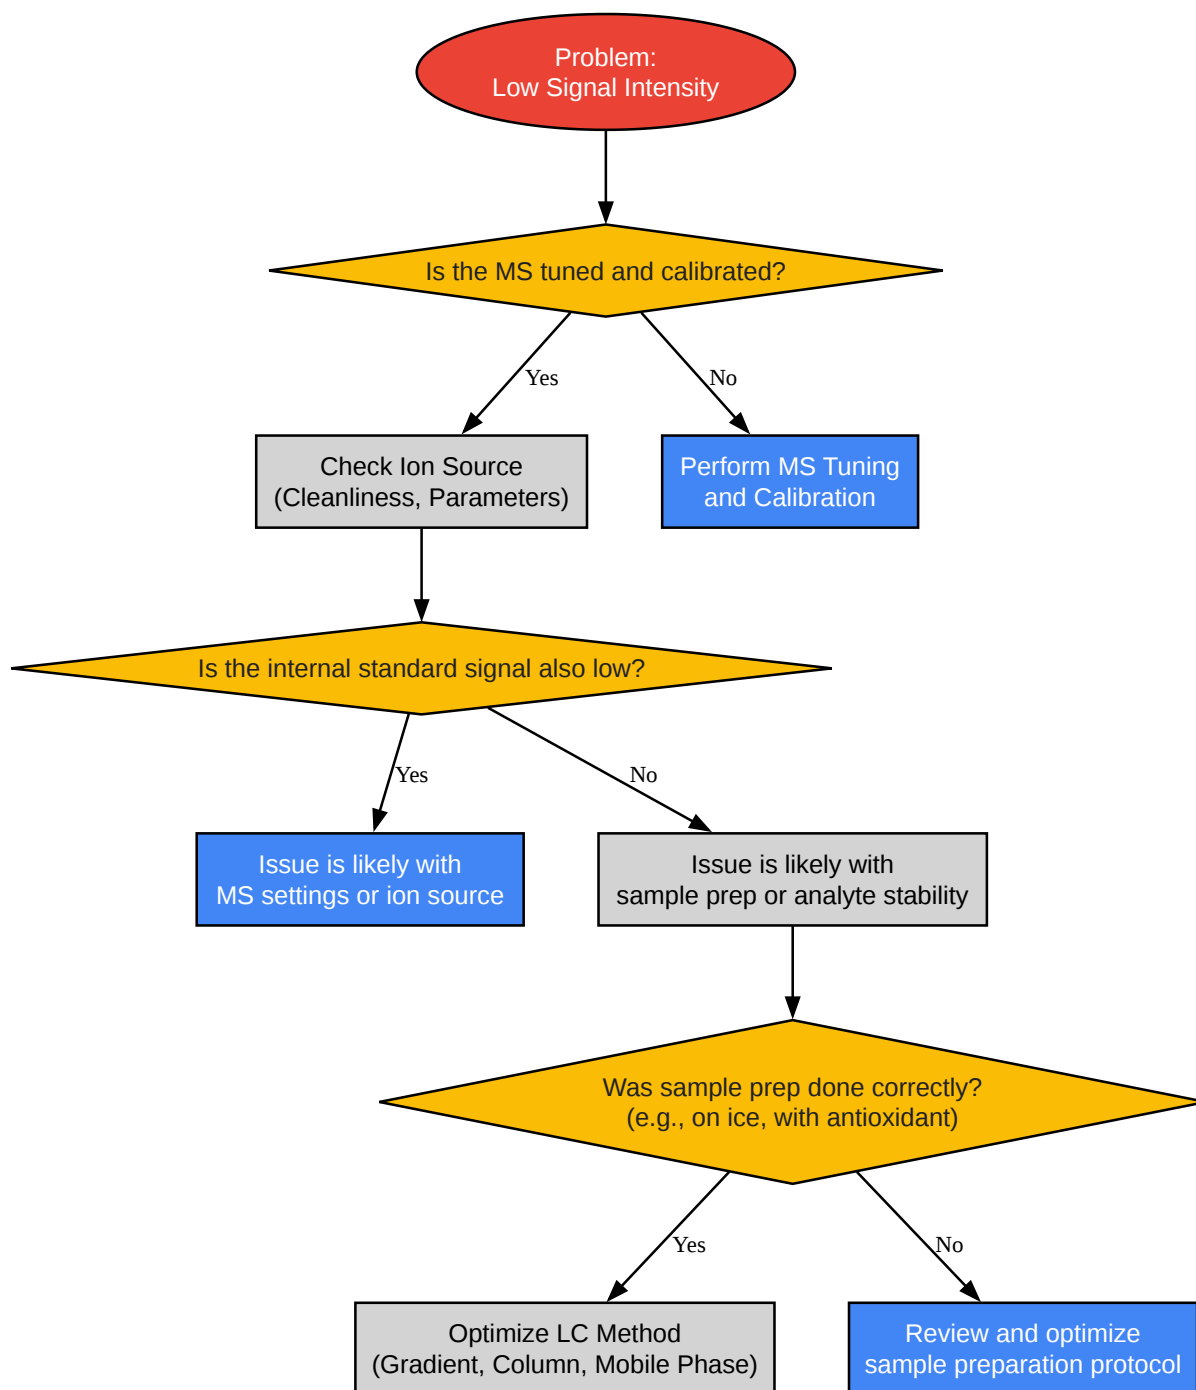 Problem:
Low Signal Intensity
Is the MS tuned and calibrated?
Yes
No
Check Ion Source
(Cleanliness, Parameters)
Perform MS Tuning
and Calibration
Is the internal standard signal also low?
Yes
No
Issue is likely with
MS settings or ion source
Issue is likely with
sample prep or analyte stability
Was sample prep done correctly?
(e.g., on ice, with antioxidant)
Yes
No
Optimize LC Method
(Gradient, Column, Mobile Phase)
Review and optimize
sample preparation protocol